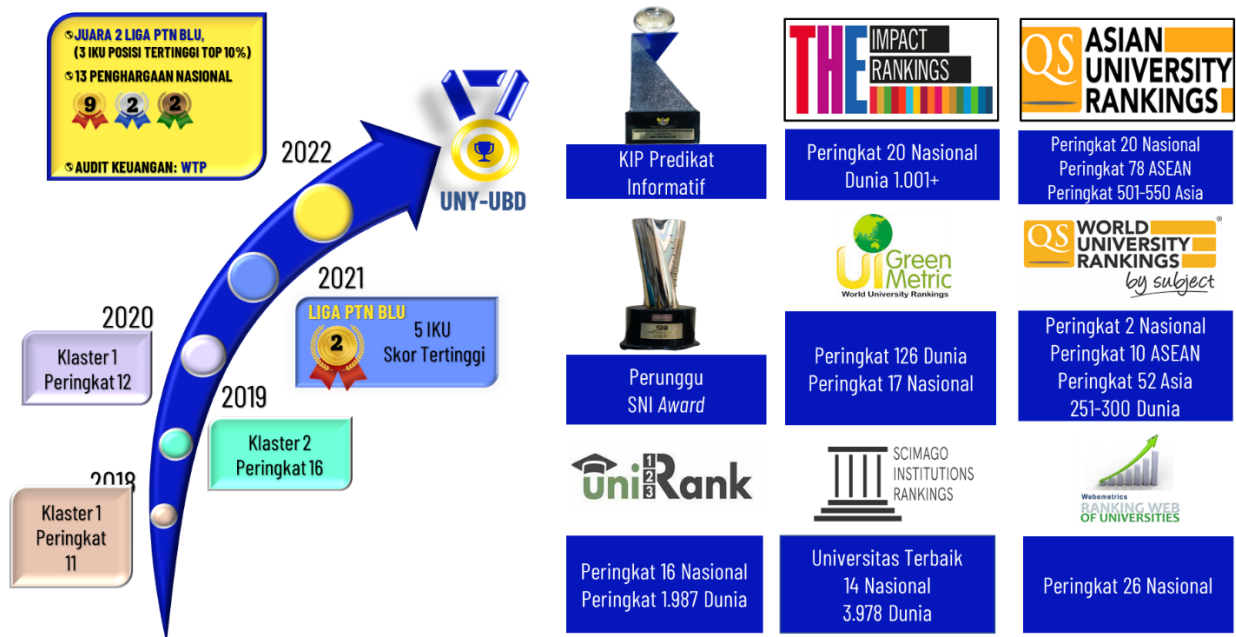 JUARA 2 LIGA PTN BLU,
(3 IKU POSISI TERTINGGI TOP 10%)
13 PENGHARGAAN NASIONAL
9 2 2
AUDIT KEUANGAN: WTP
2022
UNY-UBD
2021
LIGA PTN BLU
2
5 IKU
Skor Tertinggi
2020
Klaster 1
Peringkat 12
2019
Klaster 2
Peringkat 16
2018
Klaster 1
Peringkat
11
KIP Predikat
Informatif
THE IMPACT
RANKINGS
Peringkat 20 Nasional
Dunia 1.001+
QS ASIAN
UNIVERSITY
RANKINGS
Peringkat 20 Nasional
Peringkat 78 ASEAN
Peringkat 501-550 Asia
SNI
Perunggu
SNI Award
UI Green
Metric
World University Rankings
Peringkat 126 Dunia
Peringkat 17 Nasional
QS WORLD
UNIVERSITY
RANKINGS
by subject
Peringkat 2 Nasional
Peringkat 10 ASEAN
Peringkat 52 Asia
251-300 Dunia
uniRank
123
Peringkat 16 Nasional
Peringkat 1.987 Dunia
SCIMAGO
INSTITUTIONS
RANKINGS
Universitas Terbaik
14 Nasional
3.978 Dunia
Webometrics
RANKING WEB
OF UNIVERSITIES
Peringkat 26 Nasional